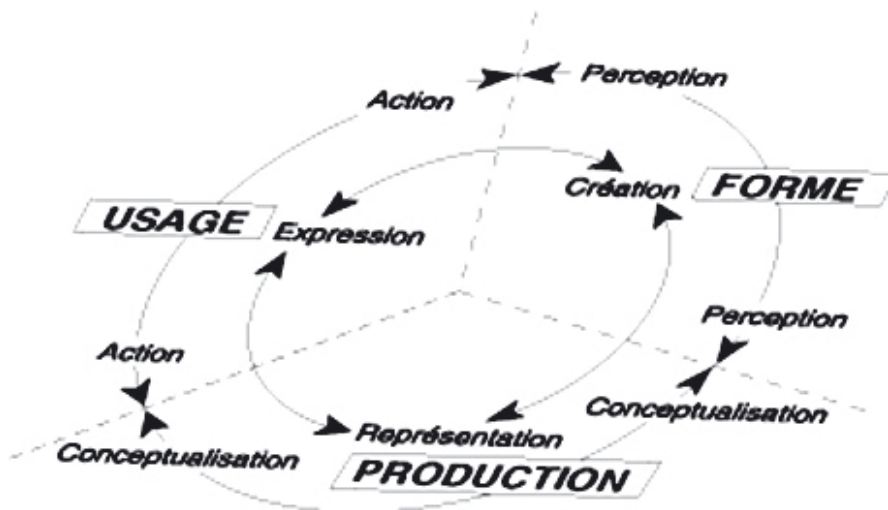 Perception
Action
Création
FORME
USAGE
Expression
Perception
Action
Conceptualisation
Représentation
Conceptualisation
PRODUCTION